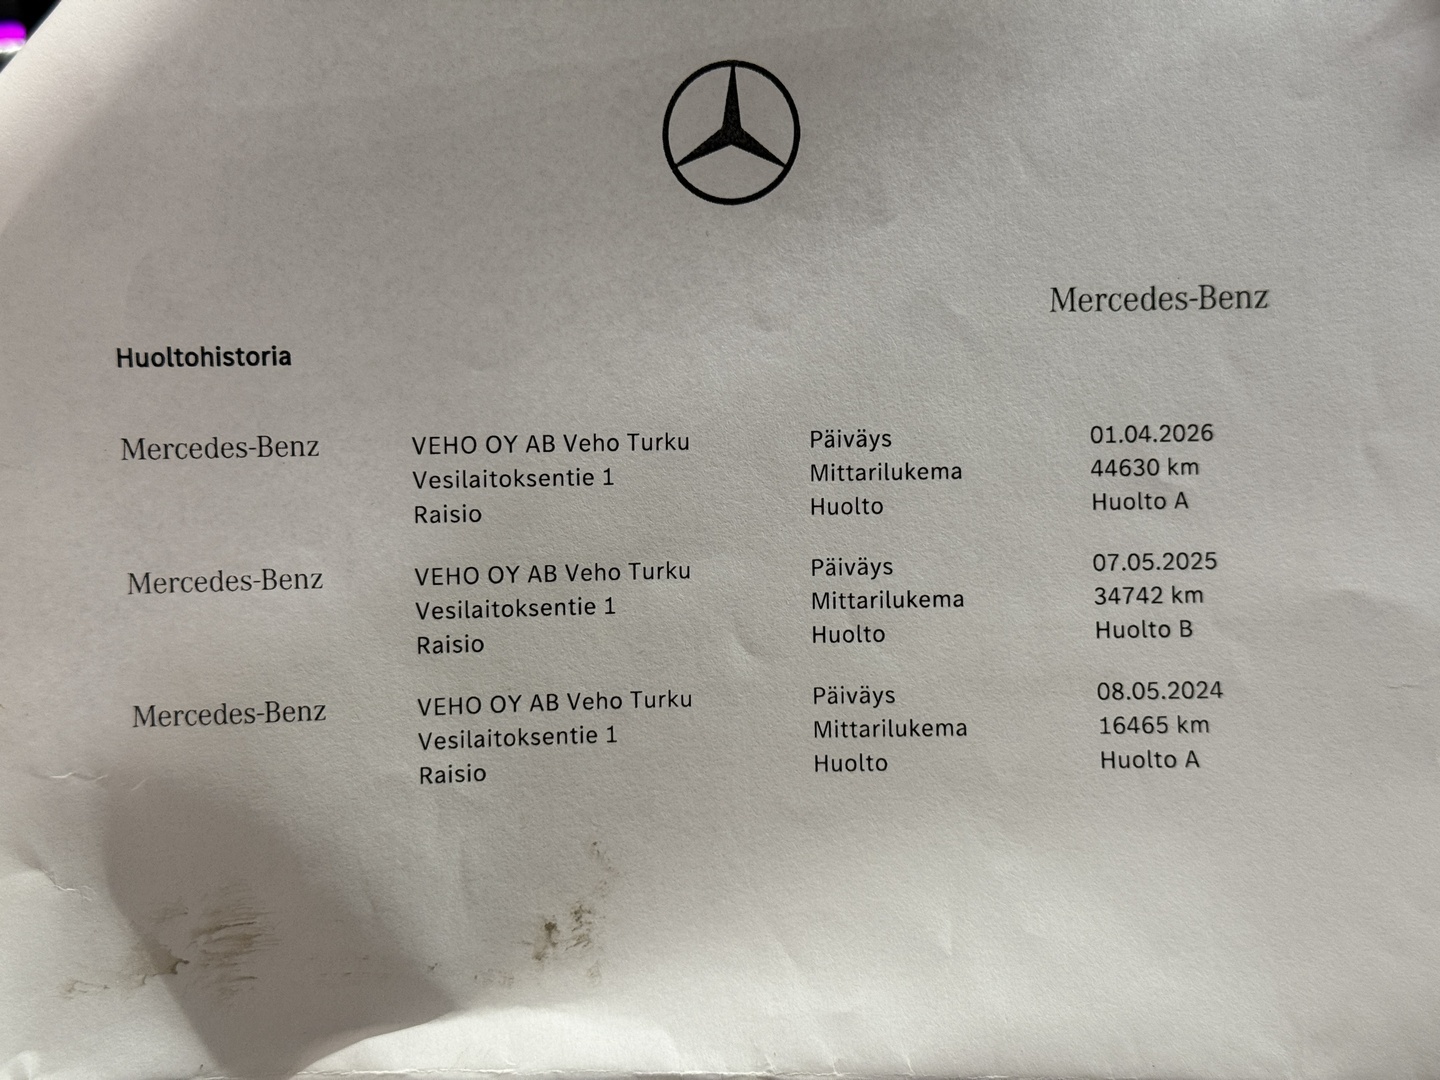 Mercedes-Benz
Huoltohistoria
Mercedes-Benz VEHO OY AB Veho Turku Päiväys 01.04.2026
Vesilaitoksentie 1 Mittarilukema 44630 km
Raisio Huolto Huolto A
Mercedes-Benz VEHO OY AB Veho Turku Päiväys 07.05.2025
Vesilaitoksentie 1 Mittarilukema 34742 km
Raisio Huolto Huolto B
Mercedes-Benz VEHO OY AB Veho Turku Päiväys 08.05.2024
Vesilaitoksentie 1 Mittarilukema 16465 km
Raisio Huolto Huolto A